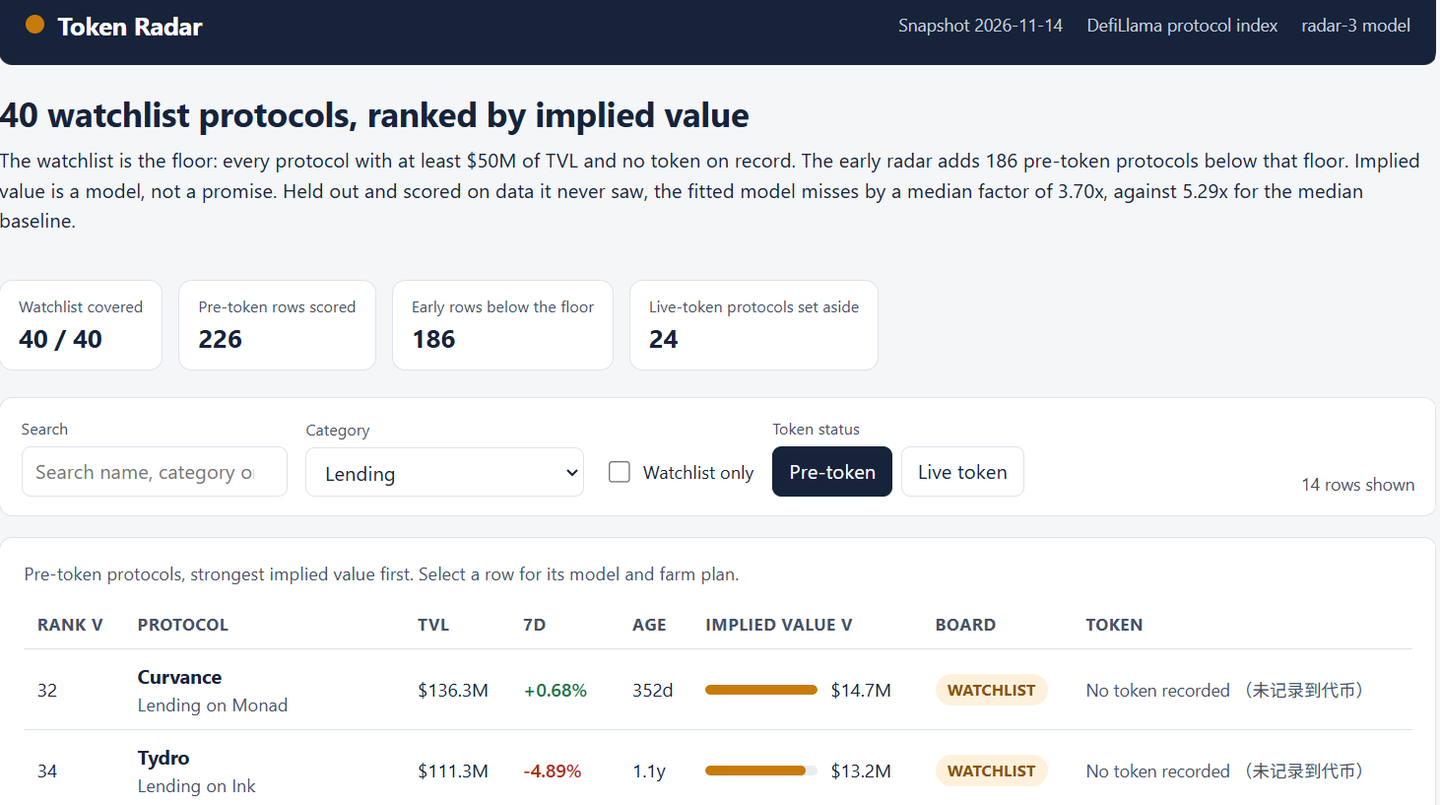 Token Radar
Snapshot 2026-11-14 DefiLlama protocol index radar-3 model
40 watchlist protocols, ranked by implied value
The watchlist is the floor: every protocol with at least $50M of TVL and no token on record. The early radar adds 186 pre-token protocols below that floor. Implied
value is a model, not a promise. Held out and scored on data it never saw, the fitted model misses by a median factor of 3.70x, against 5.29x for the median
baseline.
Watchlist covered
40 / 40
Pre-token rows scored
226
Early rows below the floor
186
Live-token protocols set aside
24
Search
Search name, category o
Category
Lending
Watchlist only
Token status
Pre-token
Live token
14 rows shown
Pre-token protocols, strongest implied value first. Select a row for its model and farm plan.
RANK V PROTOCOL TVL 7D AGE IMPLIED VALUE V BOARD TOKEN
32 Curvance $136.3M +0.68% 352d $14.7M WATCHLIST No token recorded （未记录到代币）
Lending on Monad
34 Tydro $111.3M -4.89% 1.1y $13.2M WATCHLIST No token recorded （未记录到代币）
Lending on Ink